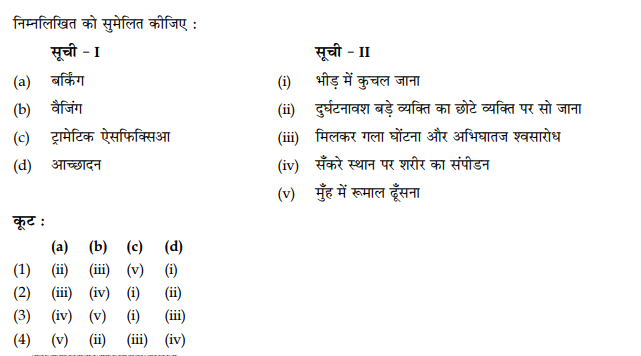 निम्नलिखित को सुमेलित कीजिए :
सूची - I सूची - II
(a) बर्किंग (i) भीड़ में कुचल जाना
(b) वैजिंग (ii) दुर्घटनावश बड़े व्यक्ति का छोटे व्यक्ति पर सो जाना
(c) ट्रामेटिक ऐसफिक्सिआ (iii) मिलकर गला घोंटना और अभिघातज श्वसारोध
(d) आच्छादन (iv) सँकरे स्थान पर शरीर का संपीडन
(v) मुँह में रूमाल ढूँसना
कूट :
(a) (b) (c) (d)
(1) (ii) (iii) (v) (i)
(2) (iii) (iv) (i) (ii)
(3) (iv) (v) (i) (iii)
(4) (v) (ii) (iii) (iv)